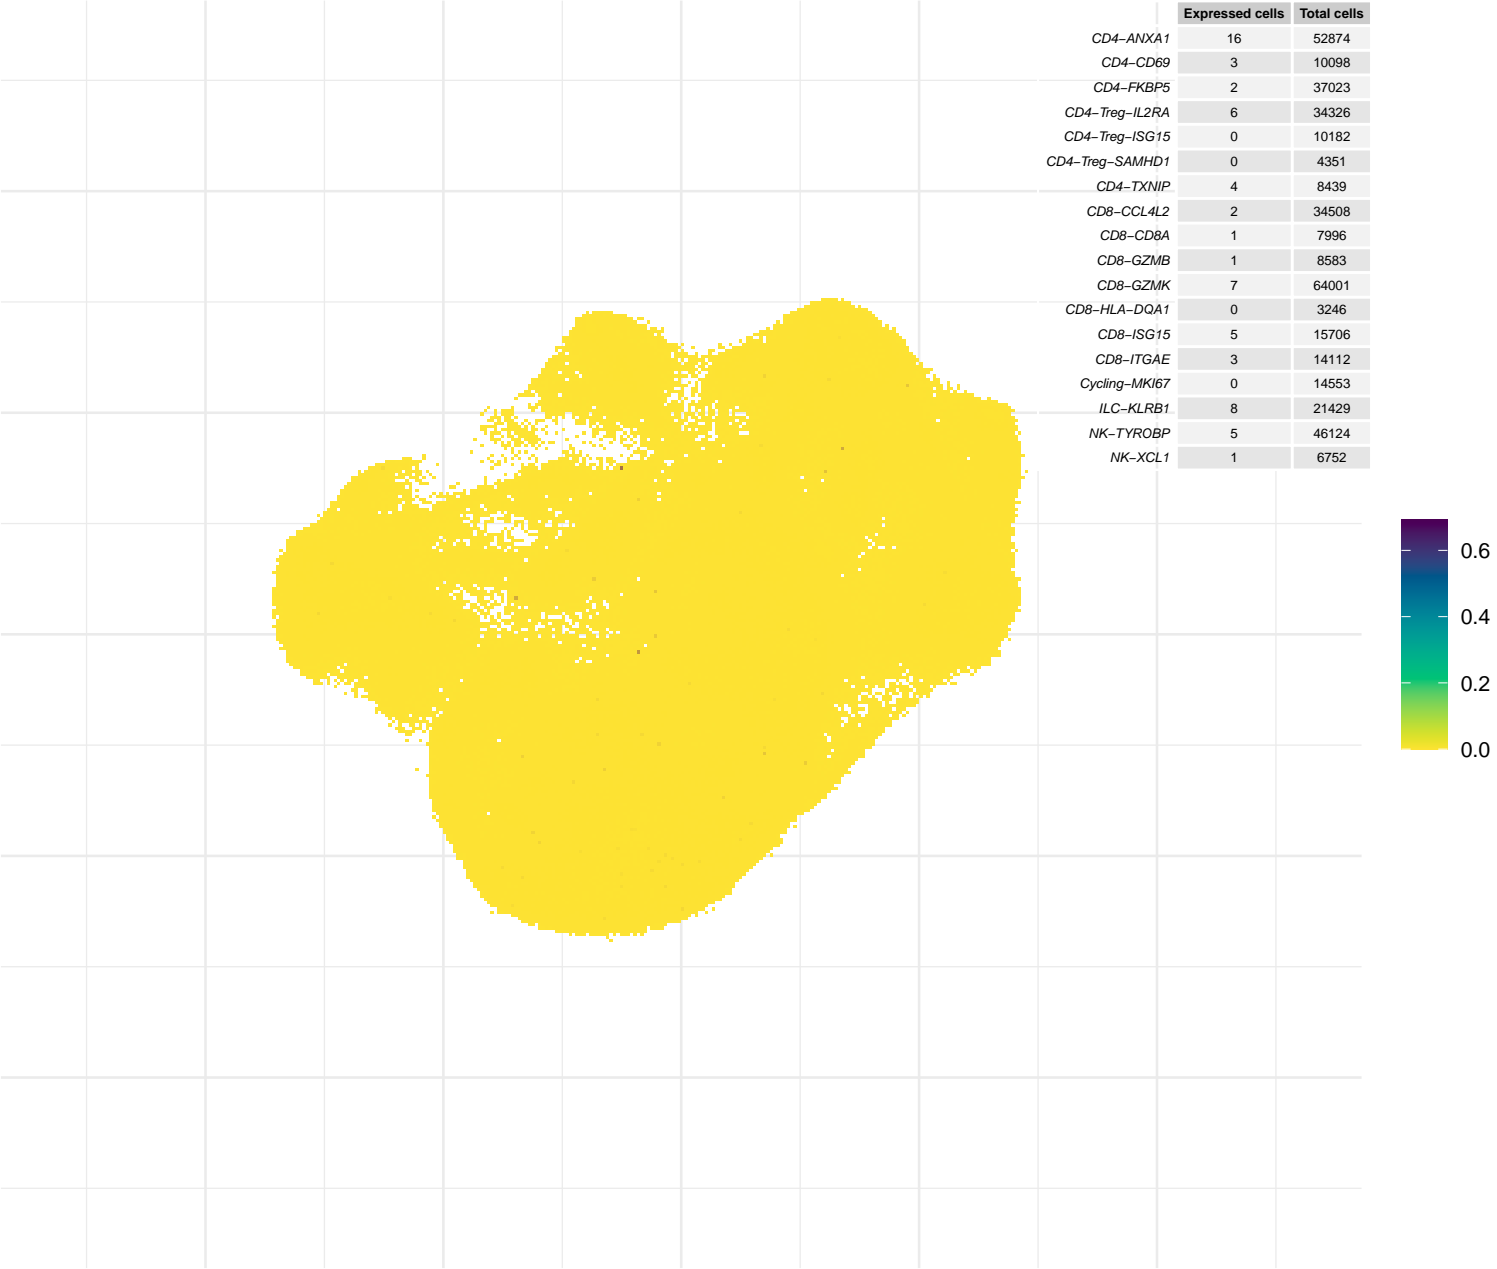 Expressed cells Total cells
CD4−ANXA1 16 52874
CD4−CD69 3 10098
CD4−FKBP5 2 37023
CD4−Treg−IL2RA 6 34326
CD4−Treg−ISG15 0 10182
CD4−Treg−SAMHD1 0 4351
CD4−TXNIP 4 8439
CD8−CCL4L2 2 34508
CD8−CD8A 1 7996
CD8−GZMB 1 8583
CD8−GZMK 7 64001
CD8−HLA−DQA1 0 3246
CD8−ISG15 5 15706
CD8−ITGAE 3 14112
Cycling−MKI67 0 14553
ILC−KLRB1 8 21429
NK−TYROBP 5 46124
NK−XCL1 1 6752
0.6
0.4
0.2
0.0